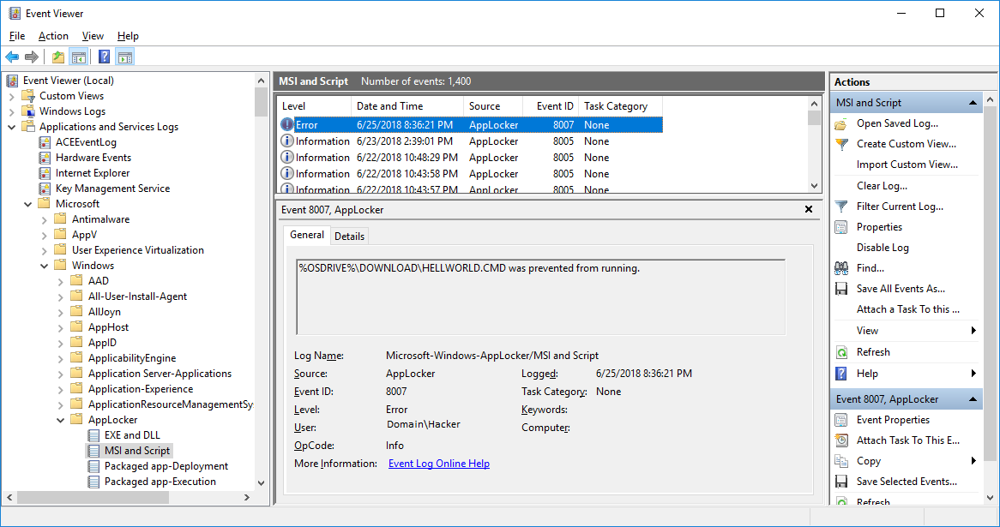 Event Viewer
File Action View Help
Event Viewer (Local)
Custom Views
Windows Logs
Applications and Services Logs
ACEEventLog
Hardware Events
Internet Explorer
Key Management Service
Microsoft
Antimalware
AppV
User Experience Virtualization
Windows
AAD
All-User-Install-Agent
AllJoyn
AppHost
AppID
ApplicabilityEngine
Application Server-Applications
Application-Experience
ApplicationResourceManagementSy
AppLocker
EXE and DLL
MSI and Script
Packaged app-Deployment
Packaged app-Execution
MSI and Script Number of events: 1,400
Level Date and Time Source Event ID Task Category
Error 6/25/2018 8:36:21 PM AppLocker 8007 None
Information 6/23/2018 2:39:01 PM AppLocker 8005 None
Information 6/22/2018 10:48:29 PM AppLocker 8005 None
Information 6/22/2018 10:43:58 PM AppLocker 8005 None
Information 6/22/2018 10:43:57 PM AppLocker 8005 None
Event 8007, AppLocker
General Details
%OSDRIVE%\DOWNLOAD\HELLWORLD.CMD was prevented from running.
Log Name: Microsoft-Windows-AppLocker/MSI and Script
Source: AppLocker Logged: 6/25/2018 8:36:21 PM
Event ID: 8007 Task Category: None
Level: Error Keywords:
User: Domain\Hacker Computer:
OpCode: Info
More Information: Event Log Online Help
Actions
MSI and Script
Open Saved Log...
Create Custom View...
Import Custom View...
Clear Log...
Filter Current Log...
Properties
Disable Log
Find...
Save All Events As...
Attach a Task To this ...
View
Refresh
Help
Event 8007, AppLocker
Event Properties
Attach Task To This E...
Copy
Save Selected Events...
Refresh